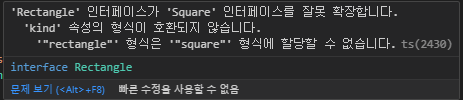 'Rectangle' 인터페이스가 'Square' 인터페이스를 잘못 확장합니다.
'kind' 속성의 형식이 호환되지 않습니다.
'"rectangle"' 형식은 '"square"' 형식에 할당할 수 없습니다. ts(2430)
interface Rectangle
문제 보기 (<Alt>+F8) 빠른 수정을 사용할 수 없음